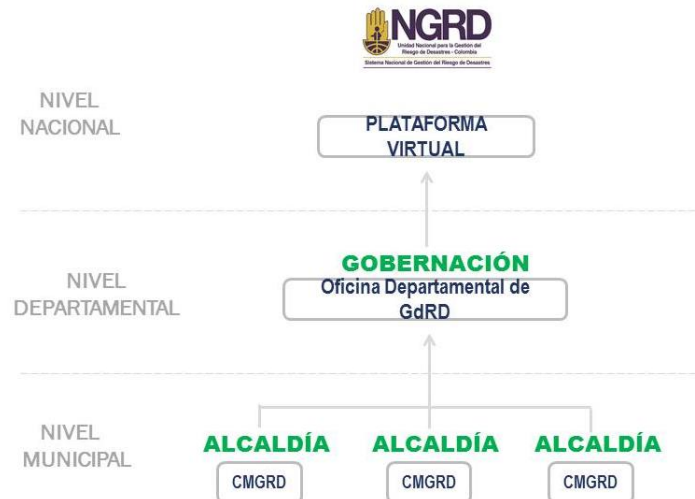 UNGRD
Unidad Nacional para la Gestión del
Riesgo de Desastres - Colombia
Sistema Nacional de Gestión del Riesgo de Desastres
NIVEL
NACIONAL
PLATAFORMA
VIRTUAL
NIVEL
DEPARTAMENTAL
GOBERNACIÓN
Oficina Departamental de
GdRD
NIVEL
MUNICIPAL
ALCALDÍA ALCALDÍA ALCALDÍA
CMGRD CMGRD CMGRD